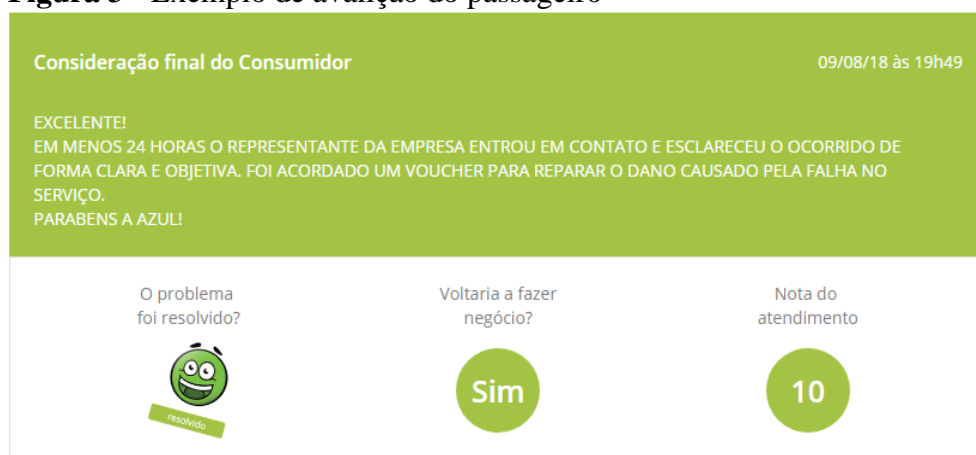 Figura 3 - Exemplo de avalição do passageiro
Consideração final do Consumidor
09/08/18 às 19h49
EXCELENTE!
EM MENOS 24 HORAS O REPRESENTANTE DA EMPRESA ENTROU EM CONTATO E ESCLARECEU O OCORRIDO DE
FORMA CLARA E OBJETIVA. FOI ACORDADO UM VOUCHER PARA REPARAR O DANO CAUSADO PELA FALHA NO
SERVIÇO.
PARABENS A AZUL!
O problema
foi resolvido?
resolvido
Voltaria a fazer
negócio?
Sim
Nota do
atendimento
10